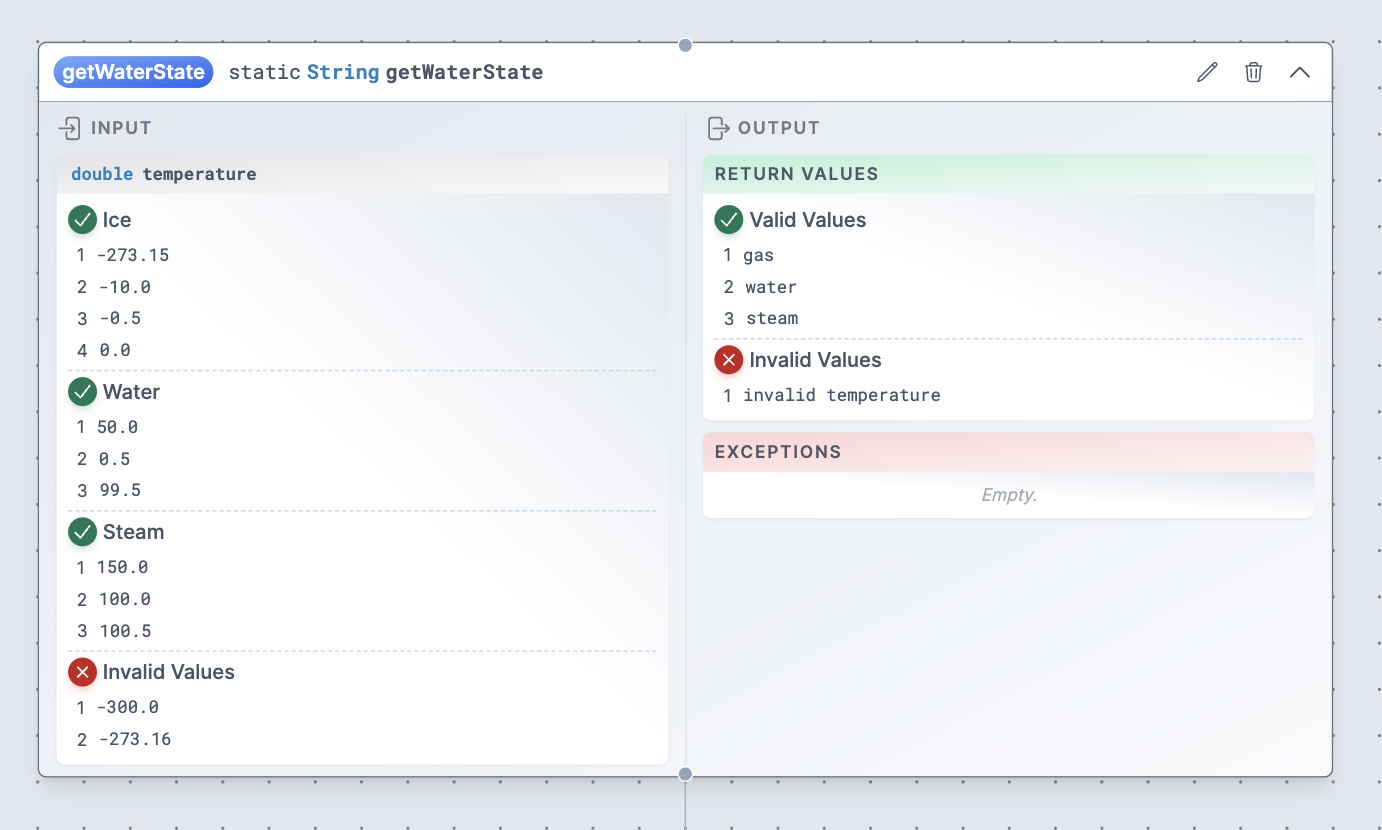 getWaterState static String getWaterState
INPUT
double temperature
Ice
1 -273.15
2 -10.0
3 -0.5
4 0.0
Water
1 50.0
2 0.5
3 99.5
Steam
1 150.0
2 100.0
3 100.5
Invalid Values
1 -300.0
2 -273.16
OUTPUT
RETURN VALUES
Valid Values
1 gas
2 water
3 steam
Invalid Values
1 invalid temperature
EXCEPTIONS
Empty.